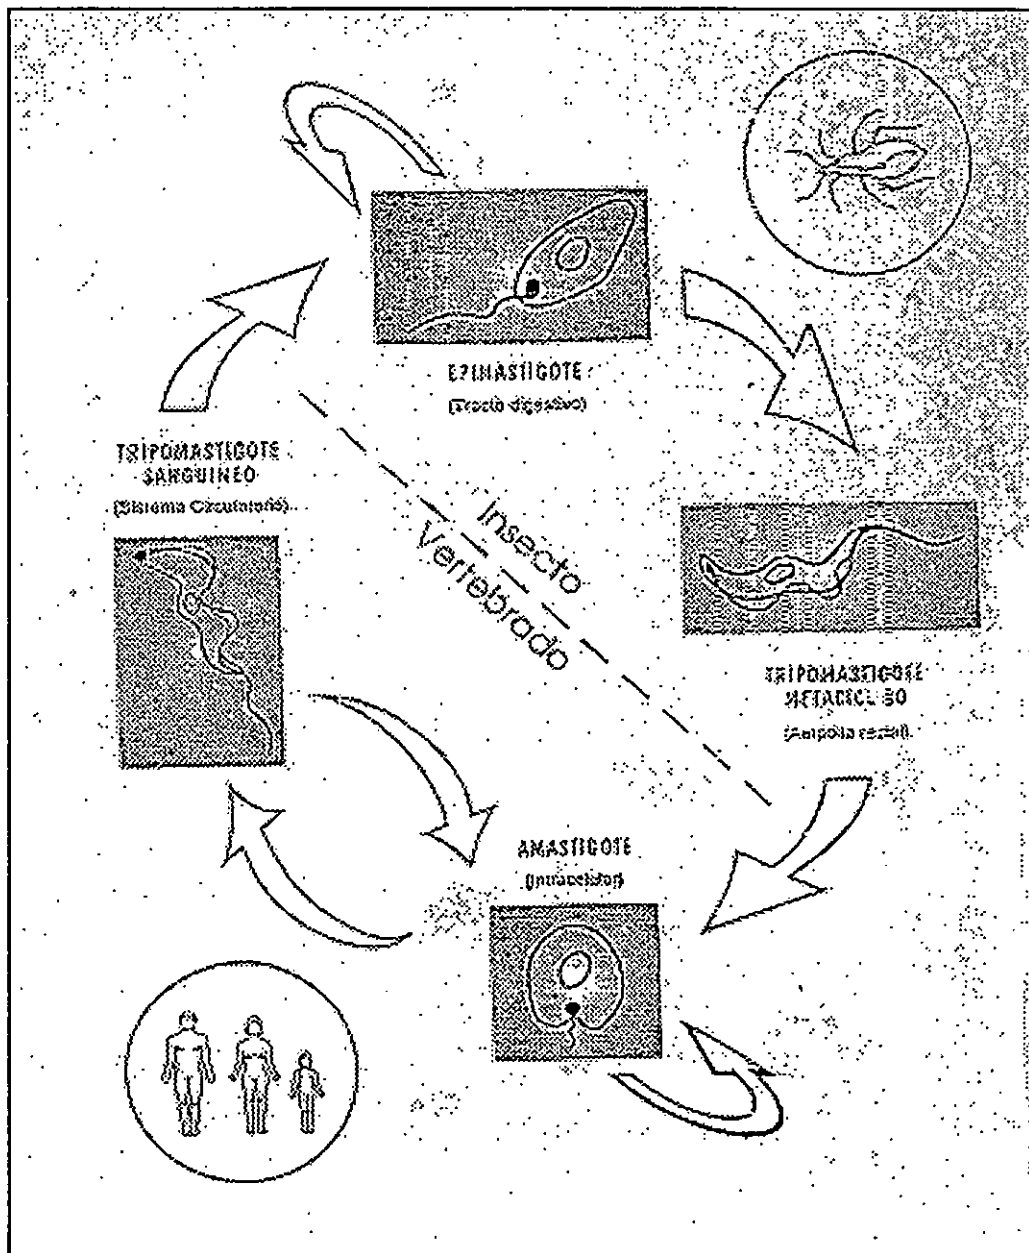 EPIMASTIGOTE
(Tracto digestivo)
TRIPOMASTIGOTE
SANGUINEO
(Sistema Circulatorio)
Insecto
Vertebrado
TRIPOMASTIGOTE
METACICLICO
(Ampolla rectal)
AMASTIGOTE
(Intracelular)